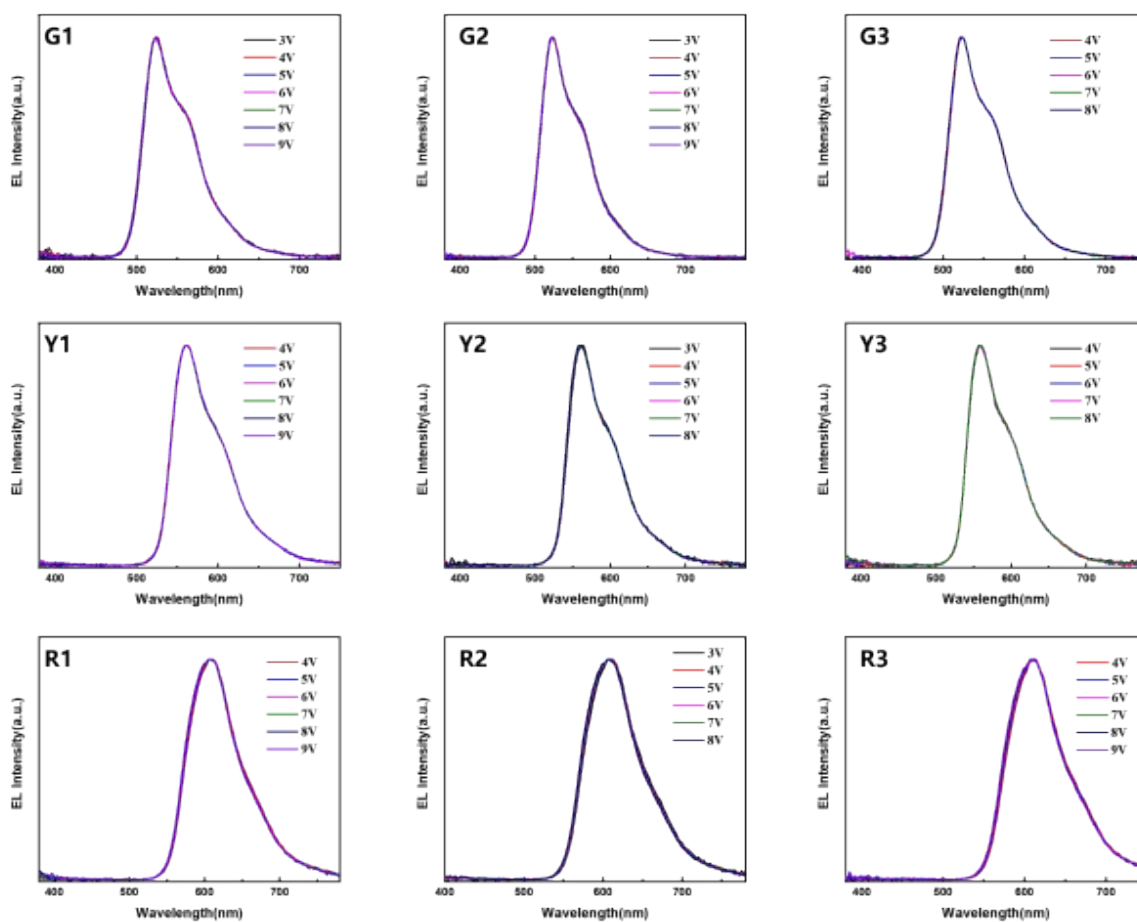 G1
3V
4V
5V
6V
7V
8V
9V
EL Intensity(a.u.)
400 500 600 700
Wavelength(nm)
G2
3V
4V
5V
6V
7V
8V
9V
EL Intensity(a.u.)
400 500 600 700
Wavelength(nm)
G3
4V
5V
6V
7V
8V
EL Intensity(a.u.)
400 500 600 700
Wavelength(nm)
Y1
4V
5V
6V
7V
8V
9V
EL Intensity(a.u.)
400 500 600 700
Wavelength(nm)
Y2
3V
4V
5V
6V
7V
8V
EL Intensity(a.u.)
400 500 600 700
Wavelength(nm)
Y3
4V
5V
6V
7V
8V
EL Intensity(a.u.)
400 500 600 700
Wavelength(nm)
R1
4V
5V
6V
7V
8V
9V
EL Intensity(a.u.)
400 500 600 700
Wavelength(nm)
R2
3V
4V
5V
6V
7V
8V
EL Intensity(a.u.)
400 500 600 700
Wavelength(nm)
R3
4V
5V
6V
7V
8V
9V
EL Intensity(a.u.)
400 500 600 700
Wavelength(nm)